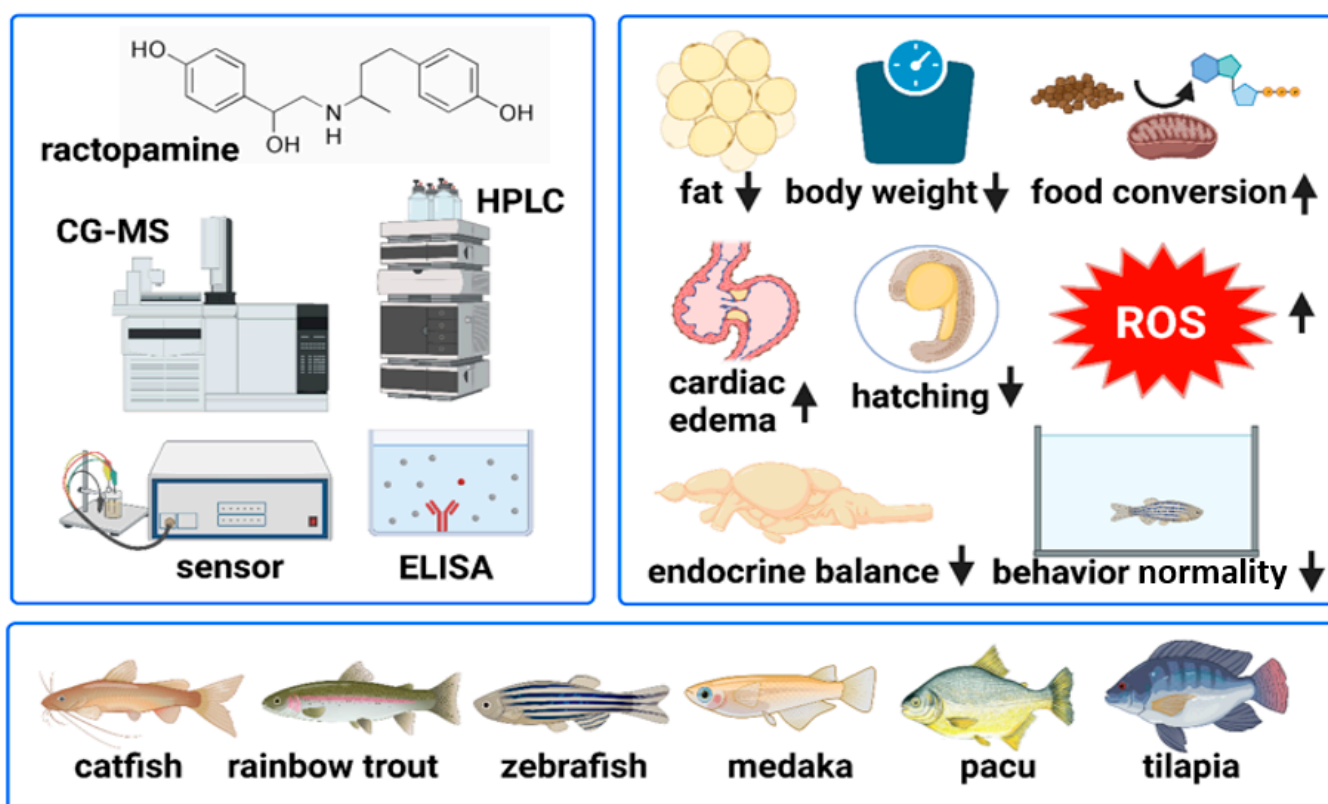 HO
N
H
OH
OH
ractopamine
CG-MS
HPLC
sensor
ELISA
fat
body weight
food conversion
cardiac
edema
hatching
ROS
endocrine balance
behavior normality
catfish
rainbow trout
zebrafish
medaka
pacu
tilapia